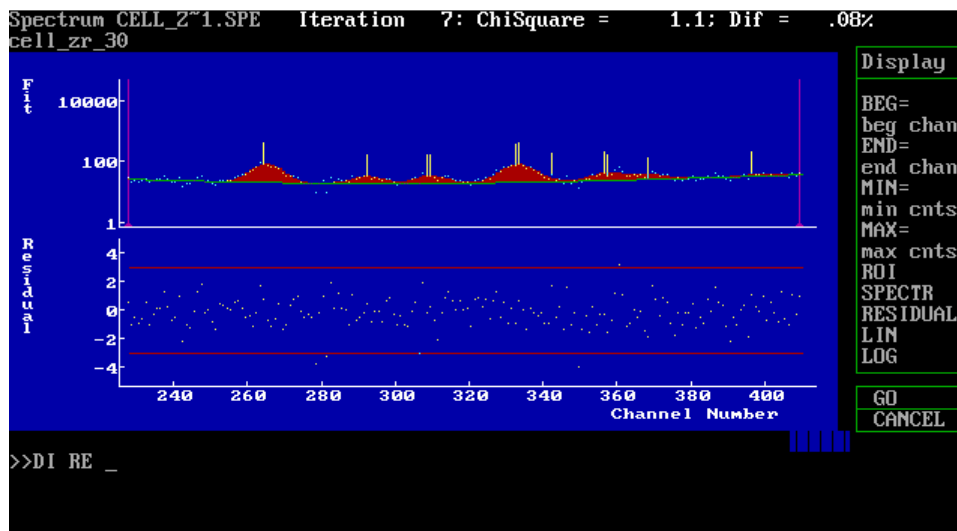 Spectrum CELL_Z~1.SPE Iteration 7: ChiSquare = 1.1; Dif = .08%
cell_zr_30
Display
Fit
10000
100
1
BEG=
beg chan
END=
end chan
MIN=
min cnts
MAX=
max cnts
ROI
SPECTR
RESIDUAL
LIN
LOG
Residual
4
2
0
-2
-4
240 260 280 300 320 340 360 380 400
Channel Number
GO
CANCEL
>>DI RE _